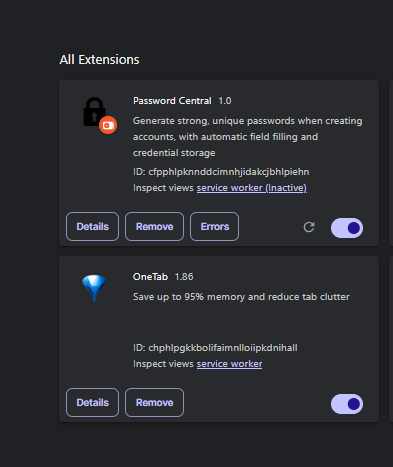 All Extensions
Password Central 1.0
Generate strong, unique passwords when creating
accounts, with automatic field filling and
credential storage
ID: cfpphlpknnddcimnhjidakcjbhlpiehn
Inspect views service worker (Inactive)
Details Remove Errors
OneTab 1.86
Save up to 95% memory and reduce tab clutter
ID: chphlpgkkbolifaimnlloiipkdnihall
Inspect views service worker
Details Remove